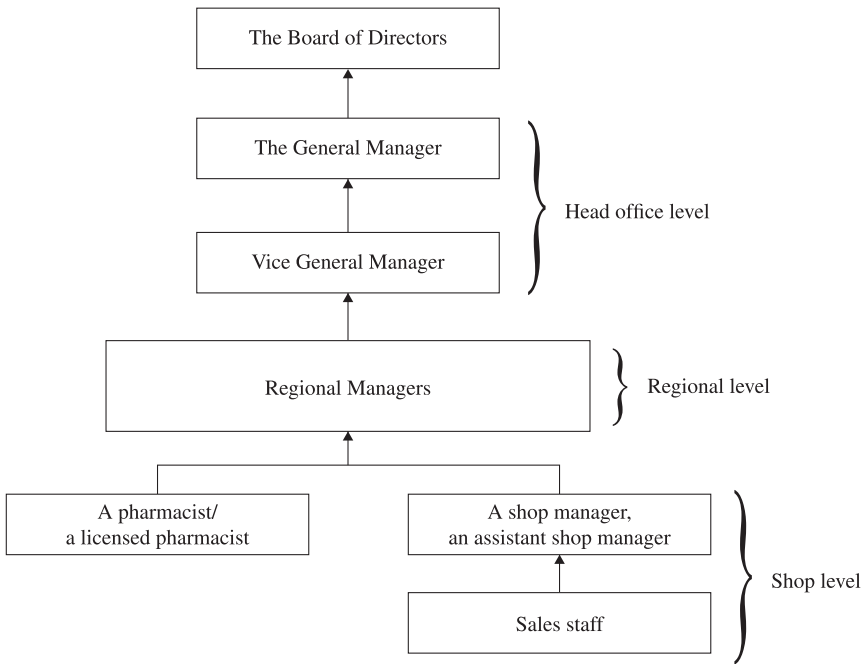 The Board of Directors
The General Manager
Head office level
Vice General Manager
Regional Managers
Regional level
A pharmacist/
a licensed pharmacist
A shop manager,
an assistant shop manager
Shop level
Sales staff